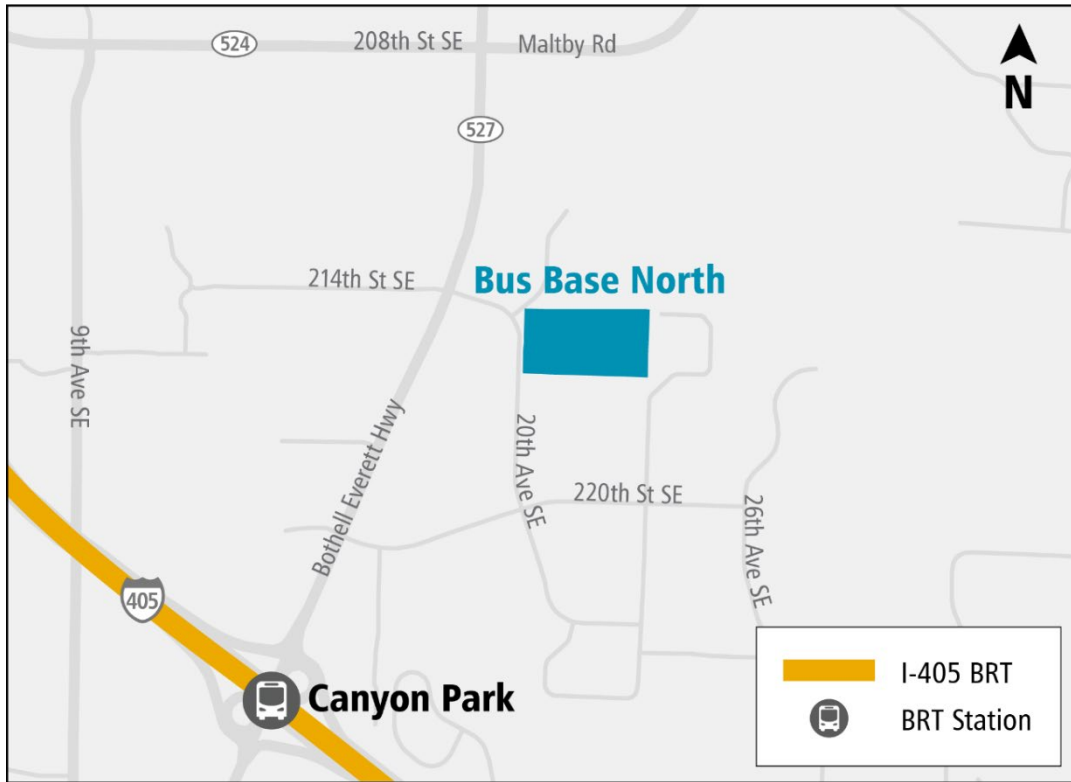 524
208th St SE
Maltby Rd
N
527
214th St SE
Bus Base North
9th Ave SE
Bothell Everett Hwy
20th Ave SE
220th St SE
26th Ave SE
405
Canyon Park
I-405 BRT
BRT Station